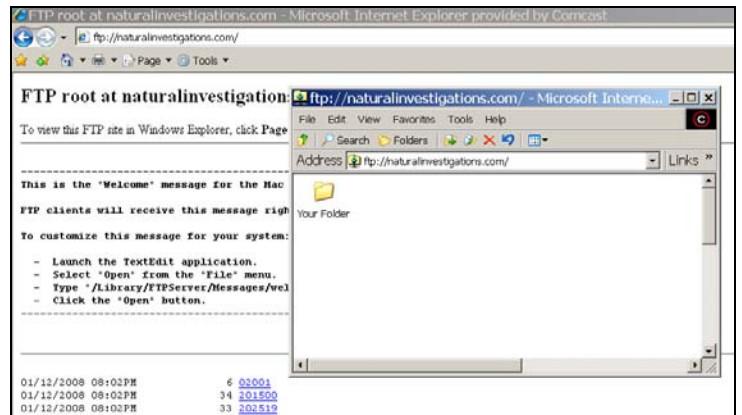 FTP root at naturalinvestigations.com - Microsoft Internet Explorer provided by Comcast
ftp://naturalinvestigations.com/
Page Tools
FTP root at naturalinvestigation
To view this FTP site in Windows Explorer, click Page
This is the "Welcome" message for the Mac
FTP clients will receive this message righ
To customize this message for your system:
- Launch the TextEdit application.
- Select "Open" from the "File" menu.
- Type "/Library/FTPServer/Messages/wel
- Click the "Open" button.
01/12/2008 08:02PM 6 02001
01/12/2008 08:02PM 34 201500
01/12/2008 08:02PM 33 202519
ftp://naturalinvestigations.com/ - Microsoft Interne...
File Edit View Favorites Tools Help
Search Folders
Address ftp://naturalinvestigations.com/ Links »
Your Folder